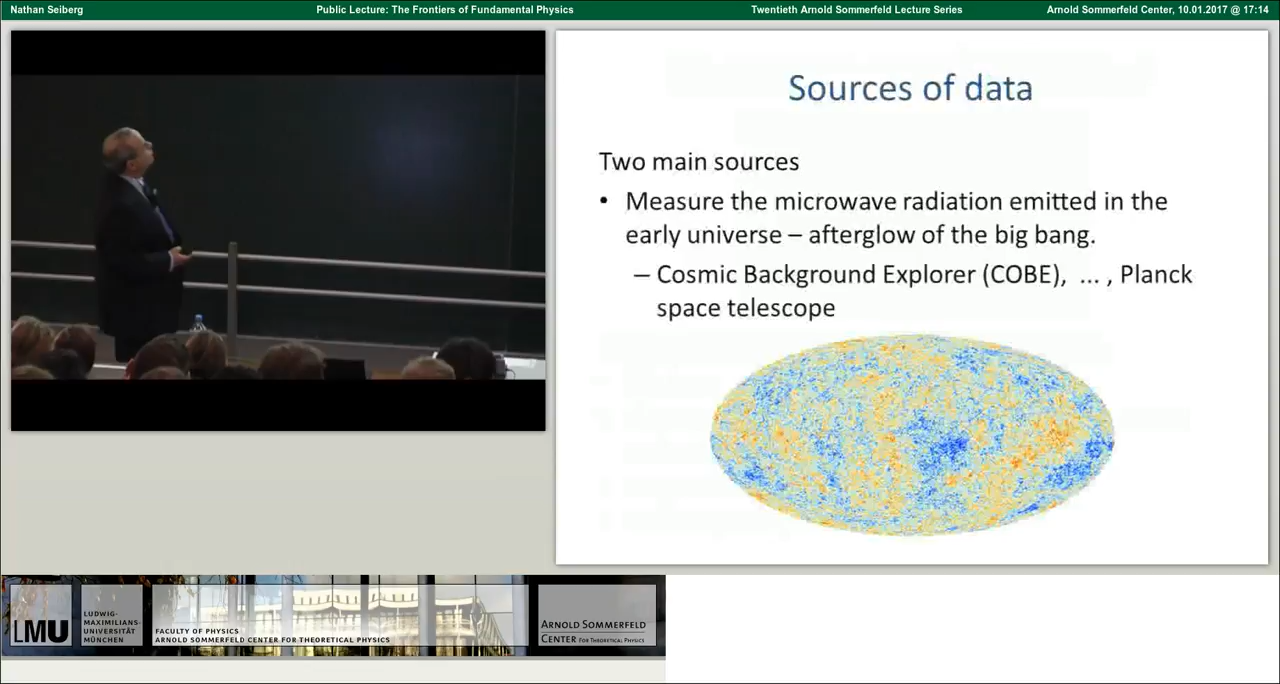 Nathan Seiberg
Public Lecture: The Frontiers of Fundamental Physics
Twentieth Arnold Sommerfeld Lecture Series
Arnold Sommerfeld Center, 10.01.2017 @ 17:14
Sources of data
Two main sources
• Measure the microwave radiation emitted in the
early universe – afterglow of the big bang.
– Cosmic Background Explorer (COBE), ... , Planck
space telescope
LMU
LUDWIG-
MAXIMILIANS-
UNIVERSITÄT
MÜNCHEN
FACULTY OF PHYSICS
ARNOLD SOMMERFELD CENTER FOR THEORETICAL PHYSICS
ARNOLD SOMMERFELD
CENTER FOR THEORETICAL PHYSICS